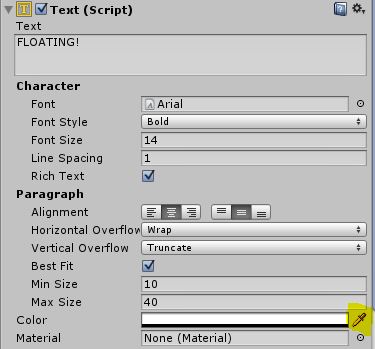 Text (Script)
Text
FLOATING!
Character
Font Arial
Font Style Bold
Font Size 14
Line Spacing 1
Rich Text
Paragraph
Alignment
Horizontal Overflow Wrap
Vertical Overflow Truncate
Best Fit
Min Size 10
Max Size 40
Color
Material None (Material)